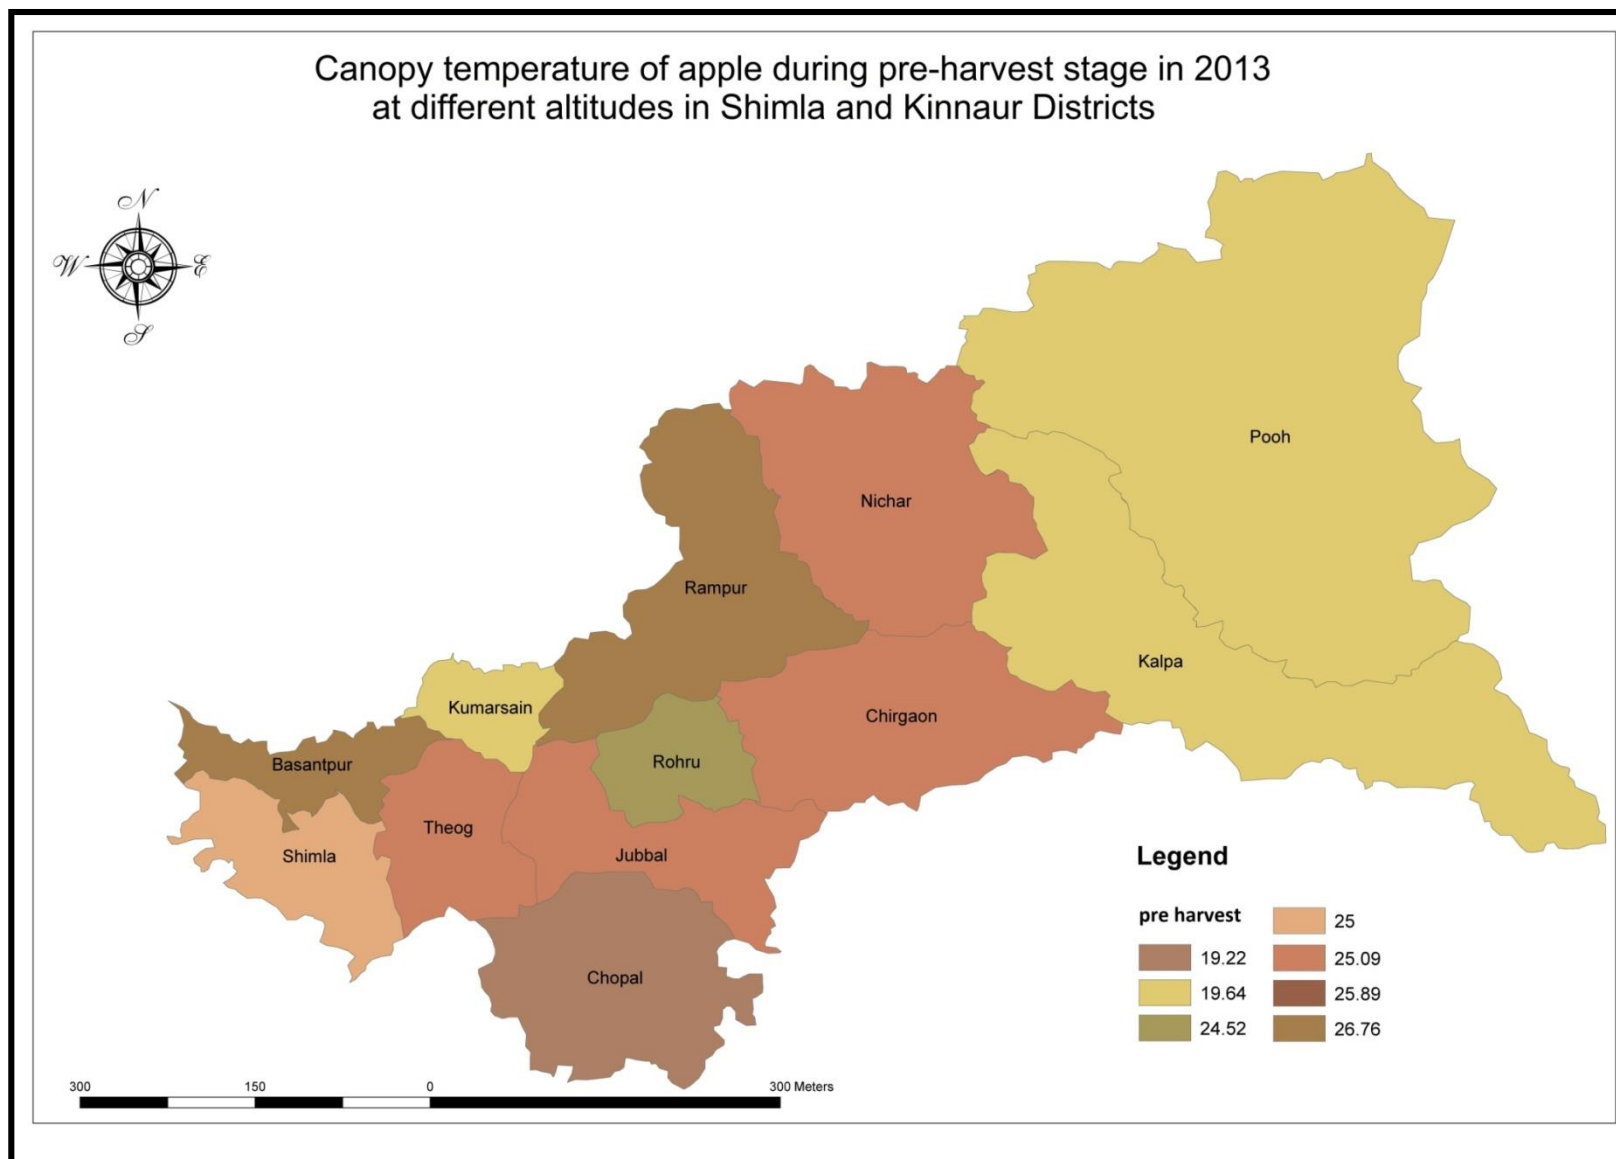 Canopy temperature of apple during pre-harvest stage in 2013
at different altitudes in Shimla and Kinnaur Districts
N
W
E
S
Pooh
Nichar
Rampur
Kalpa
Kumarsain
Chirgaon
Basantpur
Rohru
Theog
Shimla
Jubbal
Chopal
Legend
pre harvest
19.22
19.64
24.52
25
25.09
25.89
26.76
300 150 0 300 Meters